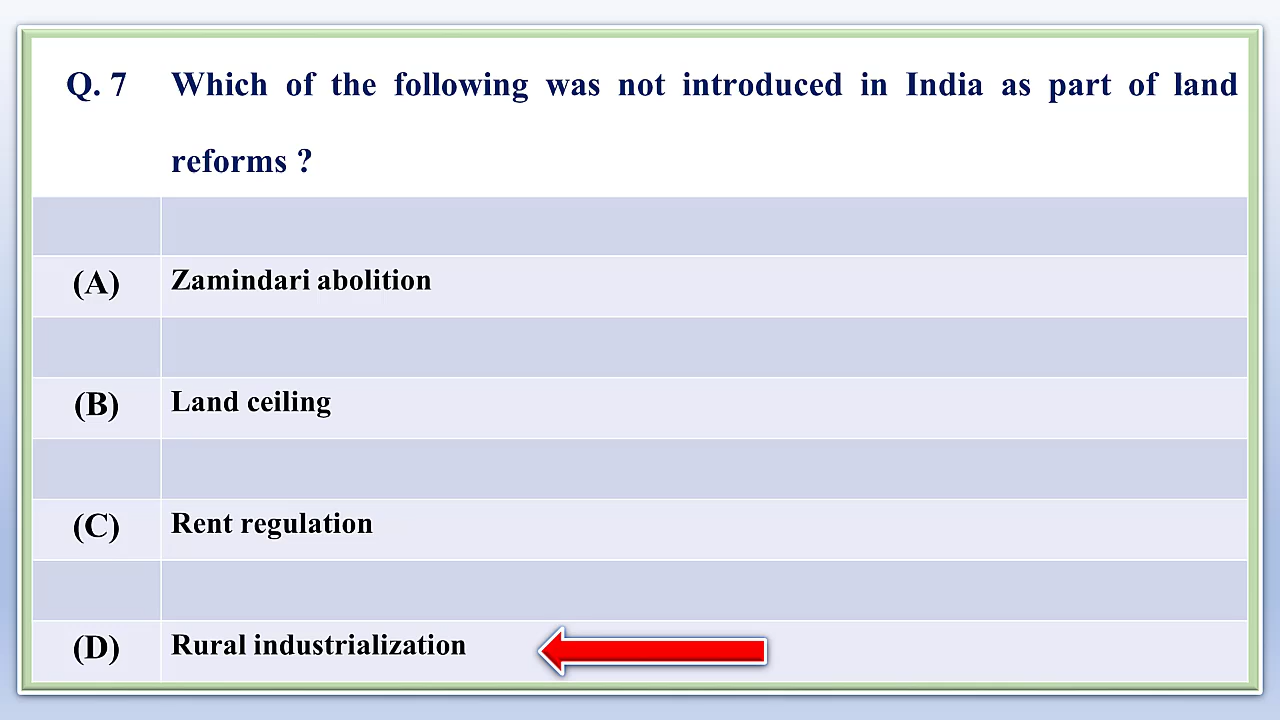 Q. 7 Which of the following was not introduced in India as part of land
reforms ?
(A) Zamindari abolition
(B) Land ceiling
(C) Rent regulation
(D) Rural industrialization